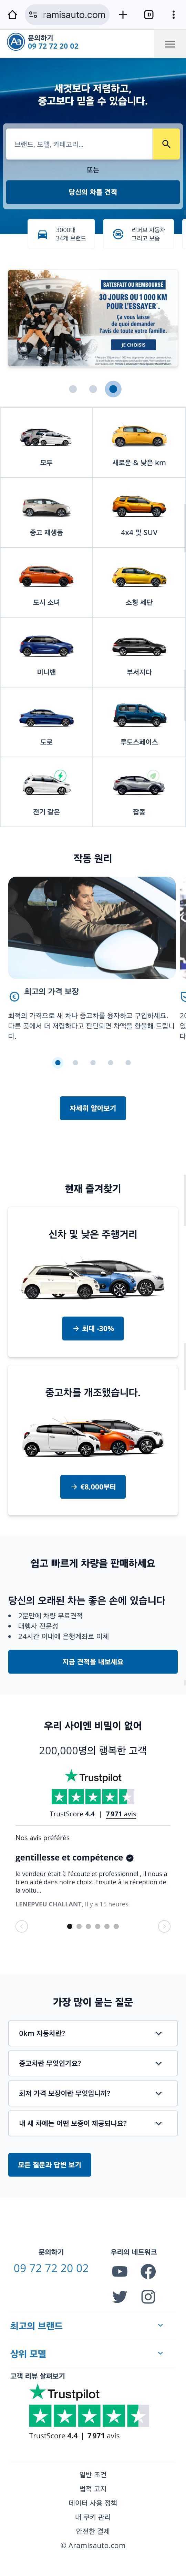 ramisauto.com
문의하기
09 72 72 20 02
새것보다 저렴하고,
중고보다 믿을 수 있습니다.
브랜드, 모델, 카테고리...
또는
당신의 차를 견적
3000대
34개 브랜드
리퍼브 자동차
그리고 보증
SATISFAIT OU REMBOURSÉ
30 JOURS OU 1 000 KM
POUR L'ESSAYER*.
Ça vous laisse
de quoi demander
l'avis de toute votre famille.
JE CHOISIS
모두
새로운 & 낮은 km
중고 재생품
4x4 및 SUV
도시 소녀
소형 세단
미니밴
부서지다
도로
루도스페이스
전기 같은
잡종
작동 원리
최고의 가격 보장
최적의 가격으로 새 차나 중고차를 율자하고 구입하세요.
다른 곳에서 더 저렴하다고 판단되면 차액을 환불해 드립니
다.
자세히 알아보기
현재 즐겨찾기
신차 및 낮은 주행거리
최대 -30%
중고차를 개조했습니다.
€8,000부터
쉽고 빠르게 차량을 판매하세요
당신의 오래된 차는 좋은 손에 있습니다
• 2분만에 차량 무료견적
• 대행사 전문성
• 24시간 이내에 은행계좌로 이체
지금 견적을 내보세요
우리 사이엔 비밀이 없어
200,000명의 행복한 고객
Trustpilot
TrustScore 4.4 | 7 971 avis
Nos avis préférés
gentillesse et compétence
le vendeur était à l'écoute et professionnel , il nous a
bien aidé dans notre choix. Ensuite à la réception de
la voitu...
LENEPVEU CHALLANT, Il y a 15 heures
가장 많이 묻는 질문
0km 자동차란?
중고차란 무엇인가요?
최저 가격 보장이란 무엇입니까?
내 새 차에는 어떤 보증이 제공되나요?
모든 질문과 답변 보기
문의하기
우리의 네트워크
09 72 72 20 02
최고의 브랜드
상위 모델
고객 리뷰 살펴보기
Trustpilot
TrustScore 4.4 | 7 971 avis
일반 조건
법적 고지
데이터 사용 정책
내 쿠키 관리
안전한 결제
© Aramisauto.com